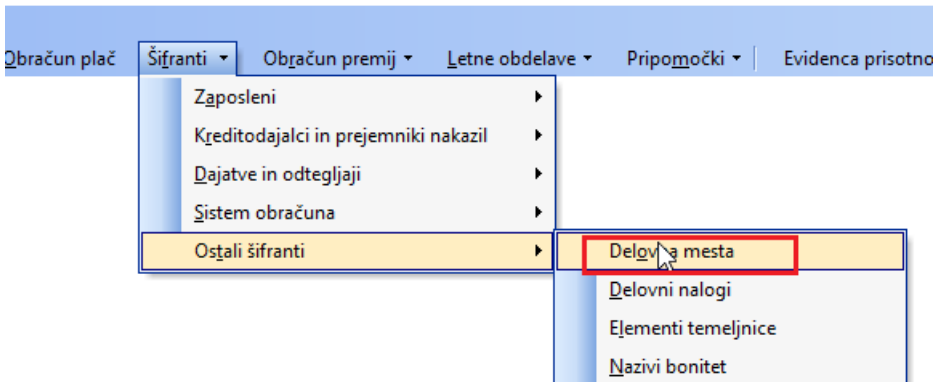 Obračun plač Šifranti Obračun premij Letne obdelave Pripomočki Evidenca prisotno
Zaposleni
Kreditodajalci in prejemniki nakazil
Dajatve in odtegljaji
Sistem obračuna
Ostali šifranti
Delovna mesta
Delovni nalogi
Elementi temeljnice
Nazivi bonitet